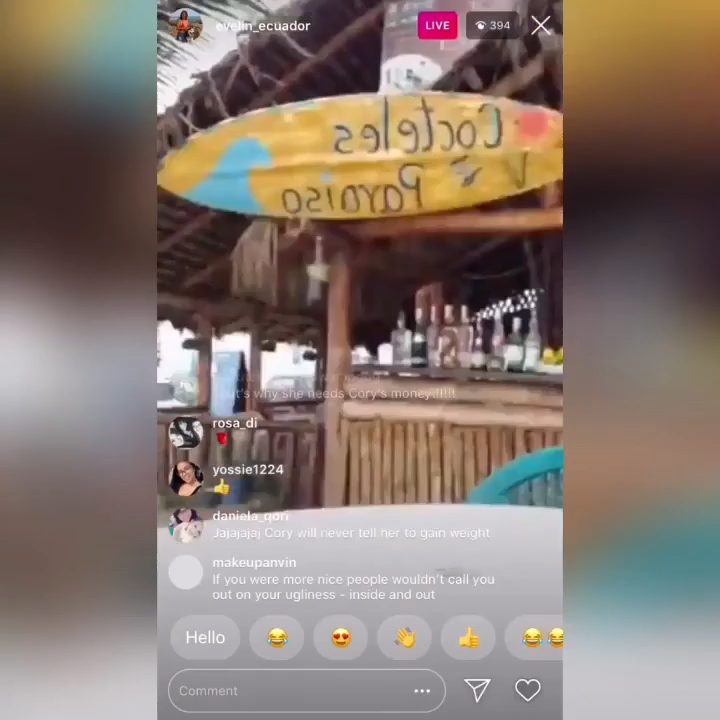 evelin_ecuador
LIVE
394
Cocteles
Paraiso
's why she needs Cory's money!!!!!!
rosa_di
yossie1224
daniela_qori
Jajajajaj Cory will never tell her to gain weight
makeupanvin
If you were more nice people wouldn't call you
out on your ugliness - inside and out
Hello
Comment